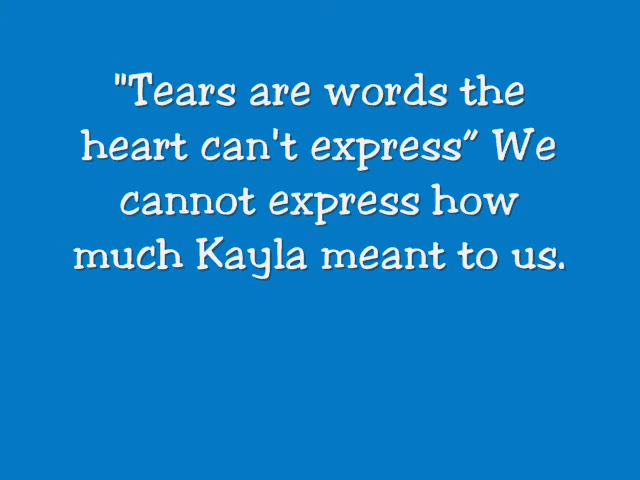 "Tears are words the
heart can't express” We
cannot express how
much Kayla meant to us.